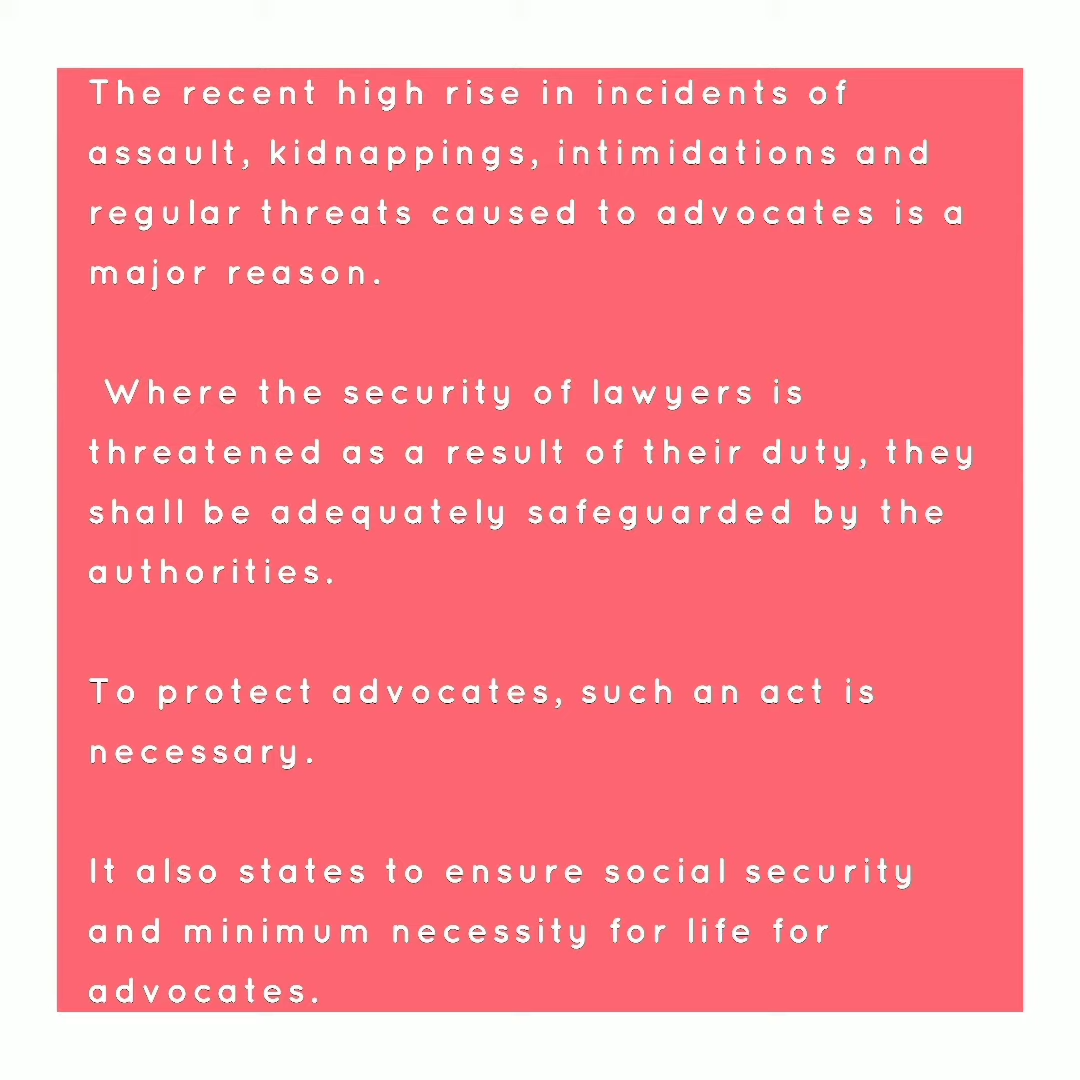 The recent high rise in incidents of
assault, kidnappings, intimidations and
regular threats caused to advocates is a
major reason.
Where the security of lawyers is
threatened as a result of their duty, they
shall be adequately safeguarded by the
authorities.
To protect advocates, such an act is
necessary.
It also states to ensure social security
and minimum necessity for life for
advocates.